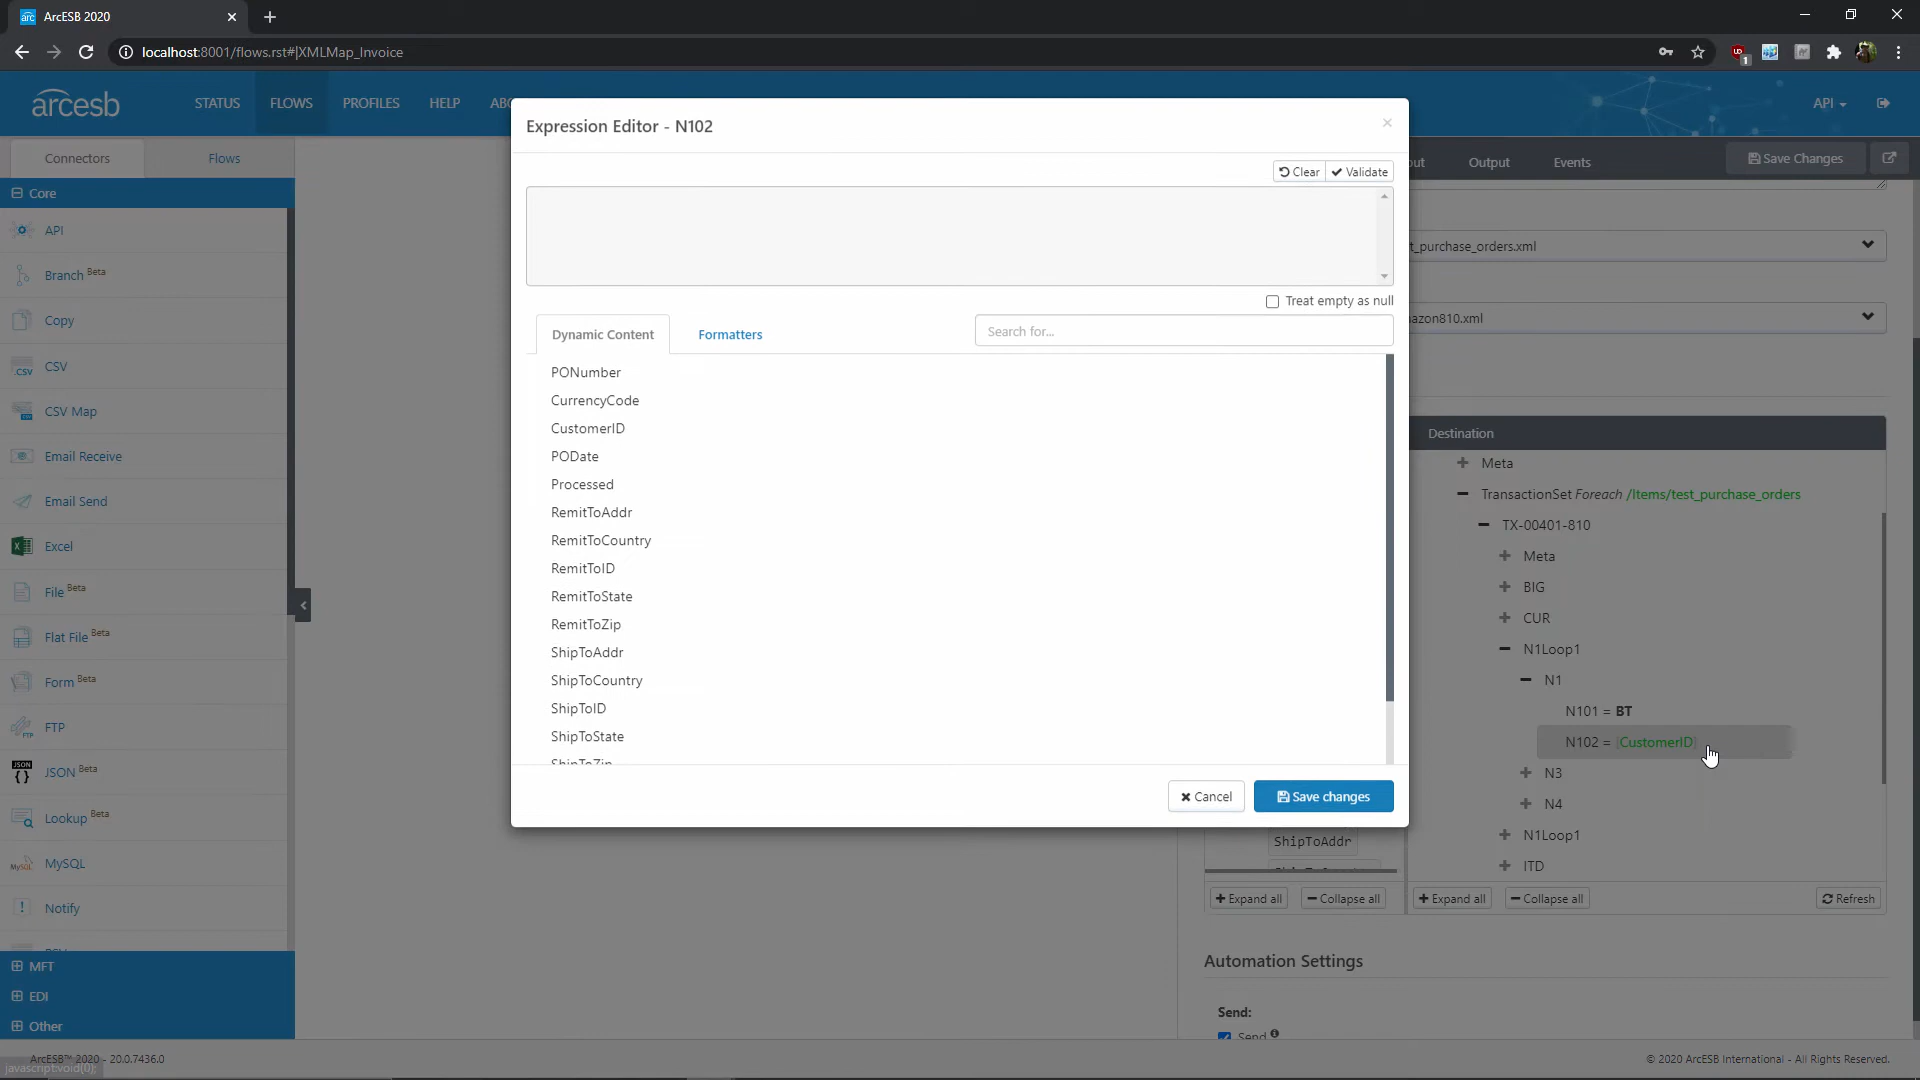 ArcESB 2020
localhost:8001/flows.rst#|XMLMap_Invoice
1
arcesb
STATUS FLOWS PROFILES HELP
API
Connectors Flows
Output Events Save Changes
Core
API
Branch Beta
Copy
CSV
CSV Map
Email Receive
Email Send
Excel
File Beta
Flat File Beta
Form Beta
FTP
JSON Beta
Lookup Beta
MySQL
Notify
MFT
EDI
Other
Expression Editor - N102
Clear Validate
Treat empty as null
Dynamic Content Formatters Search for...
PONumber
CurrencyCode
CustomerID
PODate
Processed
RemitToAddr
RemitToCountry
RemitToID
RemitToState
RemitToZip
ShipToAddr
ShipToCountry
ShipToID
ShipToState
ShipToZip
Cancel Save changes
t_purchase_orders.xml
azon810.xml
Destination
Meta
TransactionSet Foreach /Items/test_purchase_orders
TX-00401-810
Meta
BIG
CUR
N1Loop1
N1
N101 = BT
N102 = [CustomerID]
N3
N4
N1Loop1
ITD
ShipToAddr
Expand all Collapse all Expand all Collapse all Refresh
Automation Settings
Send:
Send
ArcESB™ 2020 - 20.0.7436.0
javascript:void(0);
© 2020 ArcESB International - All Rights Reserved.